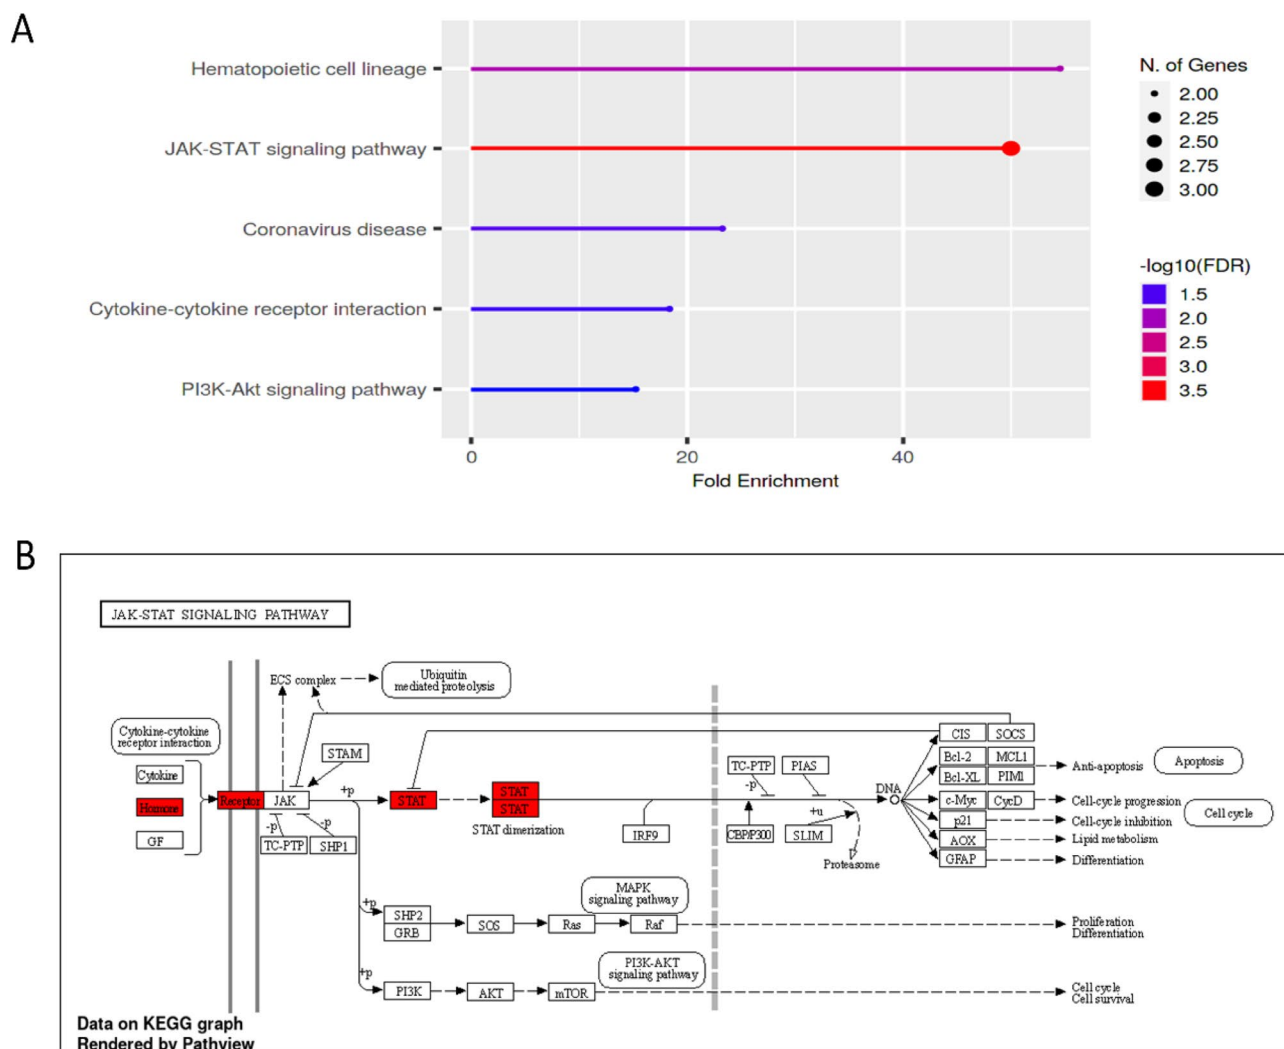 A
Hematopoietic cell lineage
JAK-STAT signaling pathway
Coronavirus disease
Cytokine-cytokine receptor interaction
PI3K-Akt signaling pathway
0
20
40
Fold Enrichment
N. of Genes
2.00
2.25
2.50
2.75
3.00
-log10(FDR)
1.5
2.0
2.5
3.0
3.5
B
JAK-STAT SIGNALING PATHWAY
ECS complex
Ubiquitin
mediated proteolysis
Cytokine-cytokine
receptor interaction
Cytokine
Hormone
GF
Receptor
JAK
STAM
+p
-p
-p
TC-PTP
SHP1
STAT
STAT
STAT
STAT dimerization
IRF9
TC-PTP
PIAS
-p
+u
CBP/P300
SLIM
Proteasome
DNA
CIS
SOCS
Bcl-2
MCL1
Bcl-XL
PIM1
c-Myc
CycD
p21
AOX
GFAP
Anti-apoptosis
Apoptosis
Cell-cycle progression
Cell-cycle inhibition
Cell cycle
Lipid metabolism
Differentiation
+p
SHP2
GRB
SOS
Ras
Raf
MAPK
signaling pathway
Proliferation
Differentiation
+p
PI3K
AKT
mTOR
PI3K-AKT
signaling pathway
Cell cycle
Cell survival
Data on KEGG graph
Rendered by Pathview